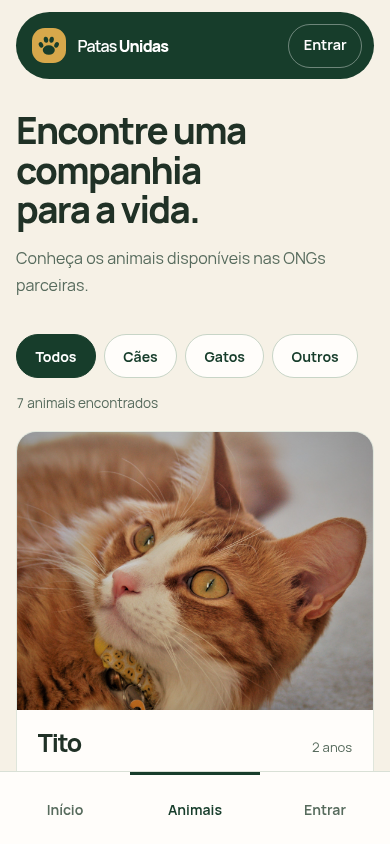 Patas Unidas
Entrar
Encontre uma
companhia
para a vida.
Conheça os animais disponíveis nas ONGs
parceiras.
Todos
Cães
Gatos
Outros
7 animais encontrados
Tito
2 anos
Início
Animais
Entrar